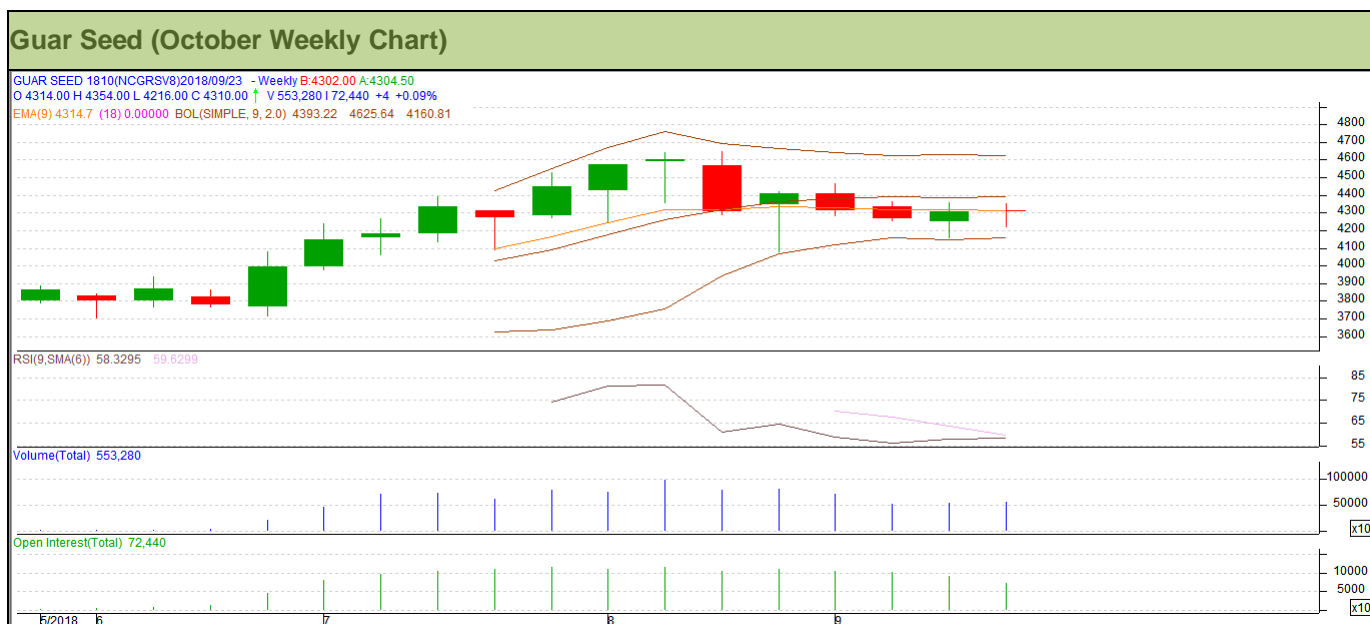 Guar Seed (October Weekly Chart)
GUAR SEED 1810(NCGRSV8)2018/09/23 - Weekly B:4302.00 A:4304.50
O 4314.00 H 4354.00 L 4216.00 C 4310.00 ↑ V 553,280 I 72,440 +4 +0.09%
EMA(9) 4314.7 (18) 0.00000 BOL(SIMPLE, 9, 2.0) 4393.22 4625.64 4160.81
4800
4700
4600
4500
4400
4300
4200
4100
4000
3900
3800
3700
3600
RSI(9,SMA(6)) 58.3295 59.6299
85
75
65
55
Volume(Total) 553,280
100000
50000
x10
Open Interest(Total) 72,440
10000
5000
x10
5/2018 6 7 8 9